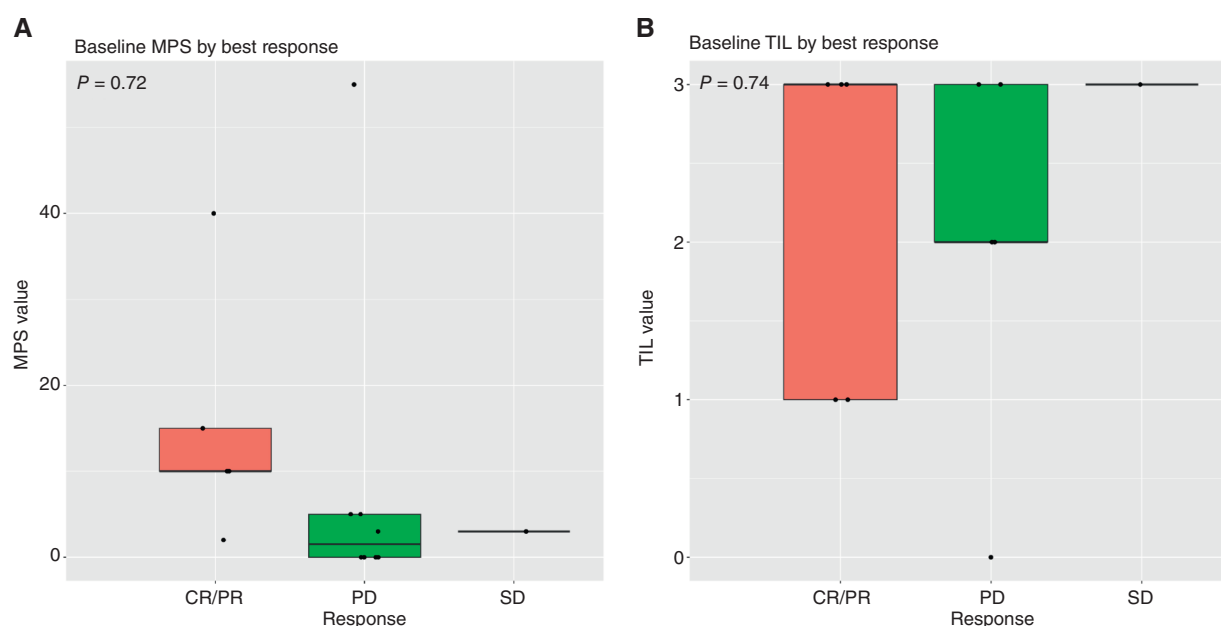 A
Baseline MPS by best response
P = 0.72
MPS value
40
20
0
CR/PR
PD
SD
Response
B
Baseline TIL by best response
P = 0.74
TIL value
3
2
1
0
CR/PR
PD
SD
Response